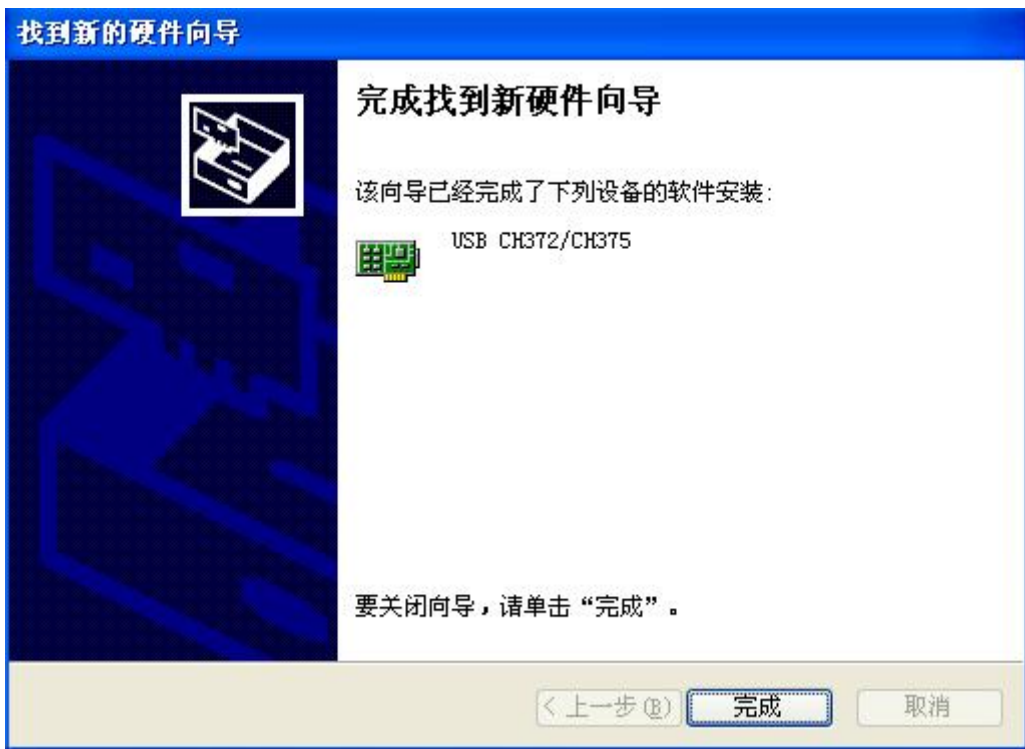 找到新的硬件向导
完成找到新硬件向导
该向导已经完成了下列设备的软件安装:
USB CH372/CH375
要关闭向导，请单击“完成”。
< 上一步(B)
完成
取消